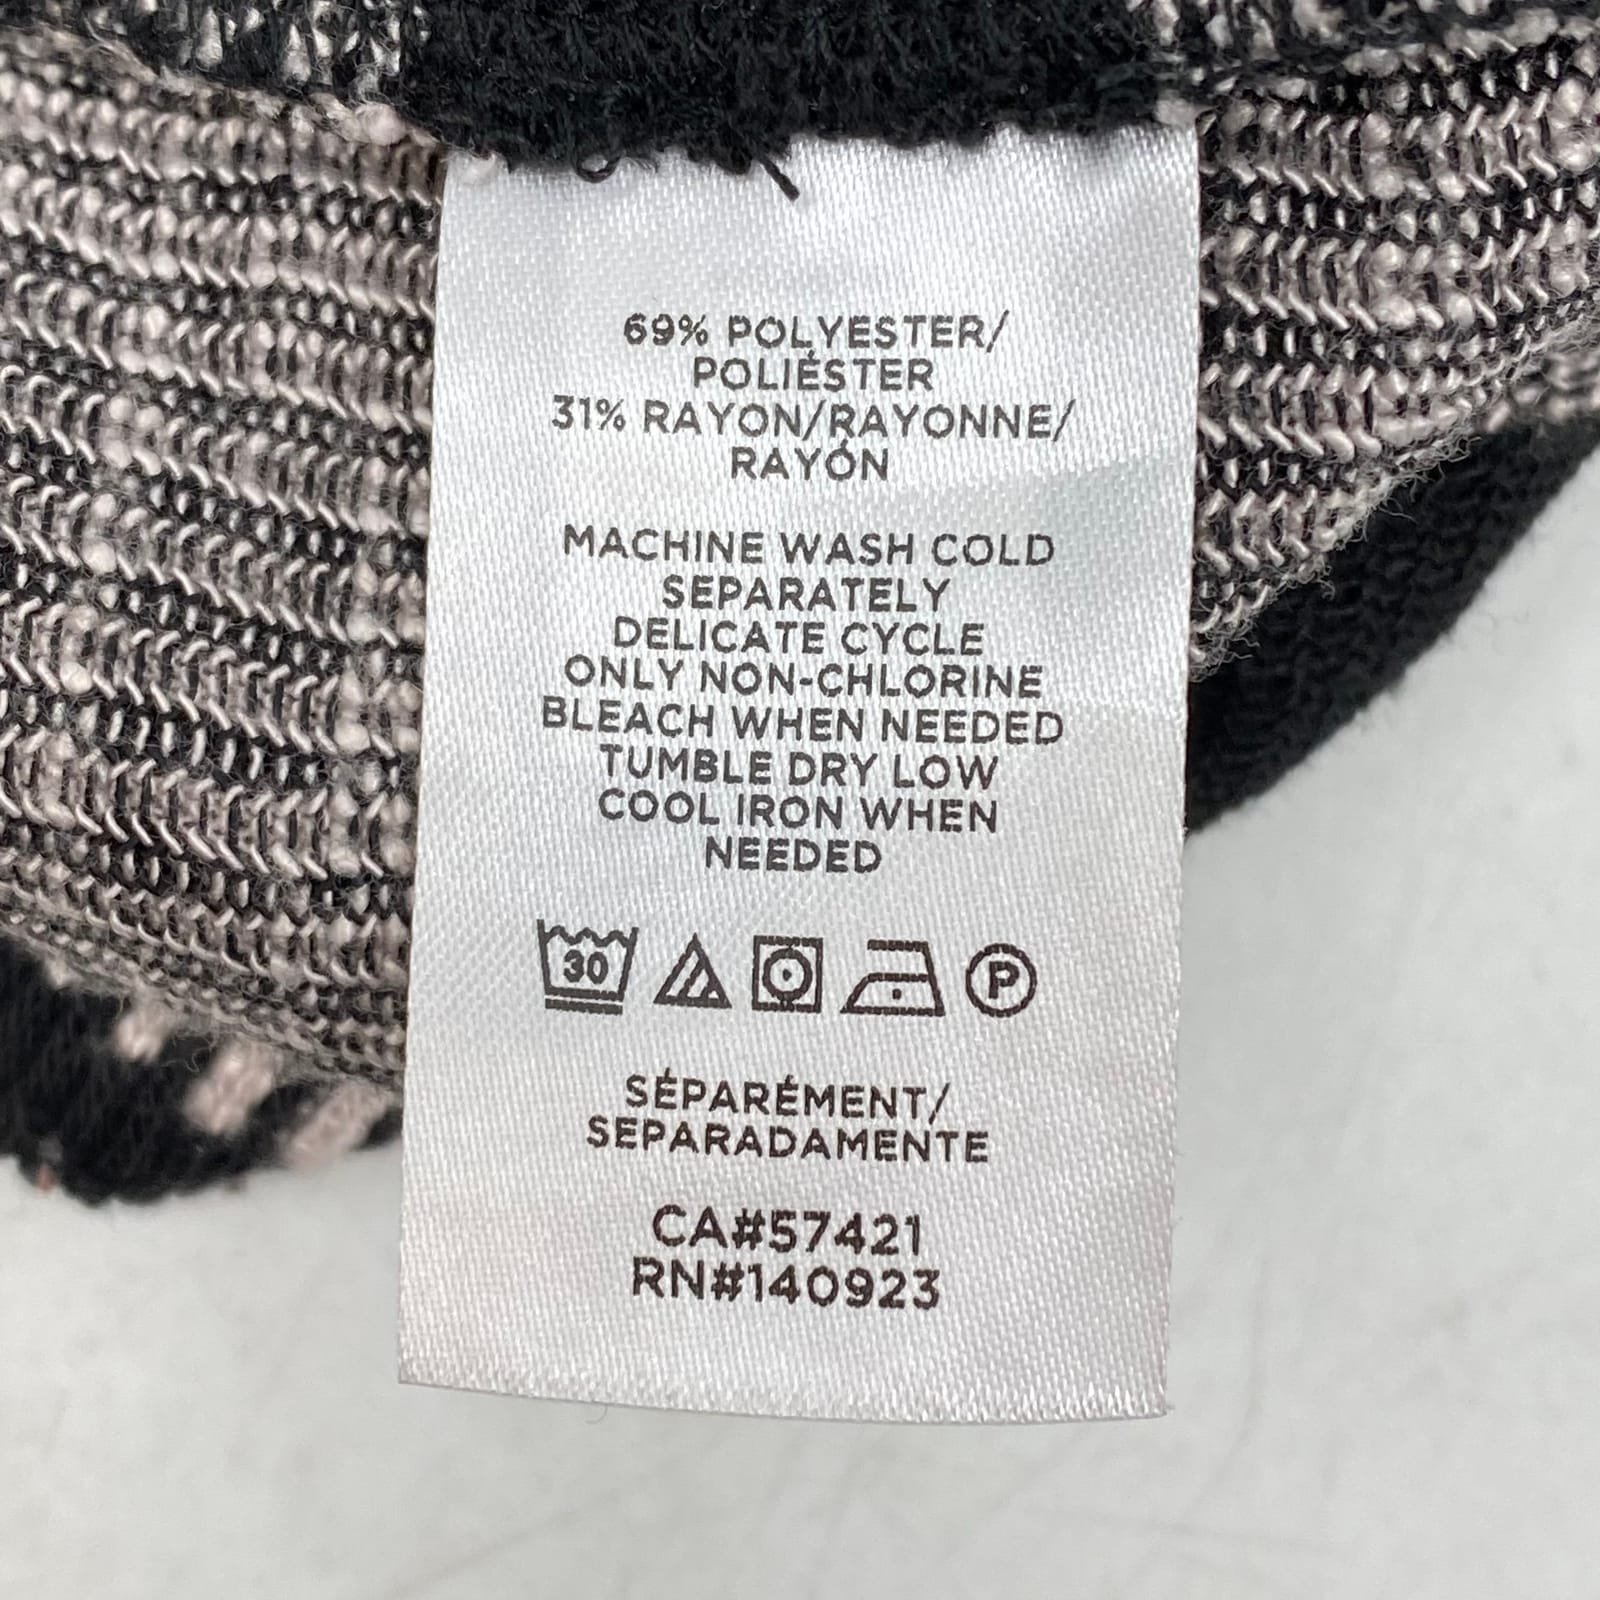 69% POLYESTER/
POLIÉSTER
31% RAYON/RAYONNE/
RAYÓN
MACHINE WASH COLD
SEPARATELY
DELICATE CYCLE
ONLY NON-CHLORINE
BLEACH WHEN NEEDED
TUMBLE DRY LOW
COOL IRON WHEN
NEEDED
30 P
SÉPARÉMENT/
SEPARADAMENTE
CA#57421
RN#140923